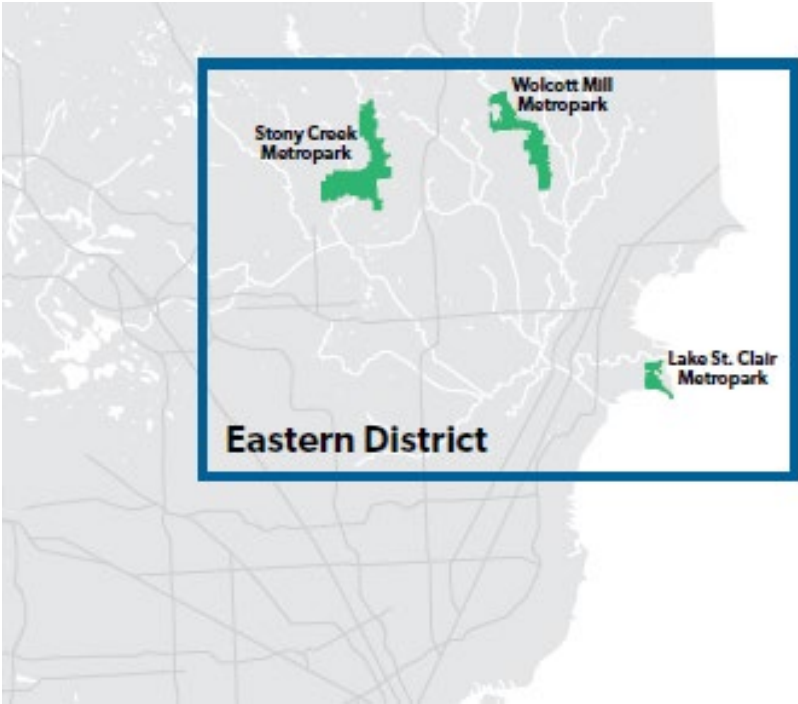 Wolcott Mill
Metropark
Stony Creek
Metropark
Lake St. Clair
Metropark
Eastern District